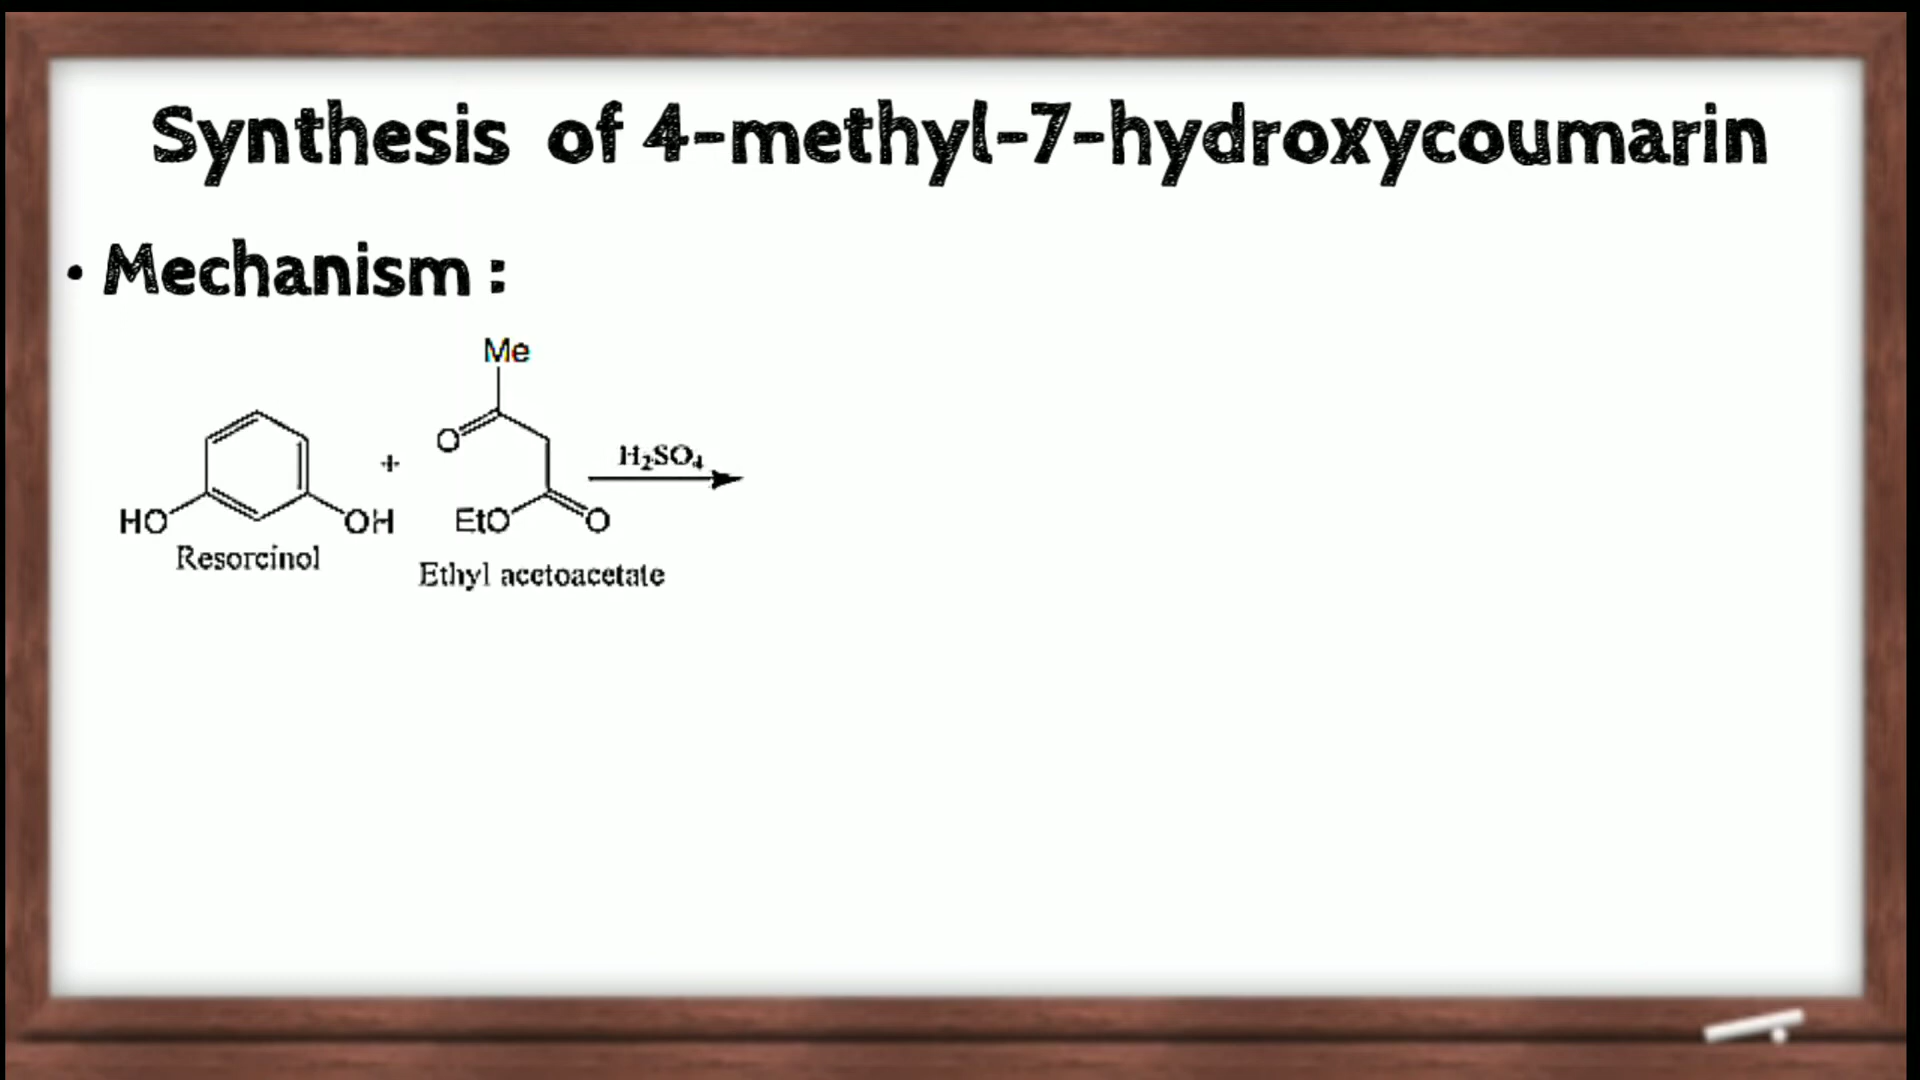 Synthesis of 4-methyl-7-hydroxycoumarin
• Mechanism :
Me
O
+
H₂SO₄
HO
OH
EtO
O
Resorcinol
Ethyl acetoacetate